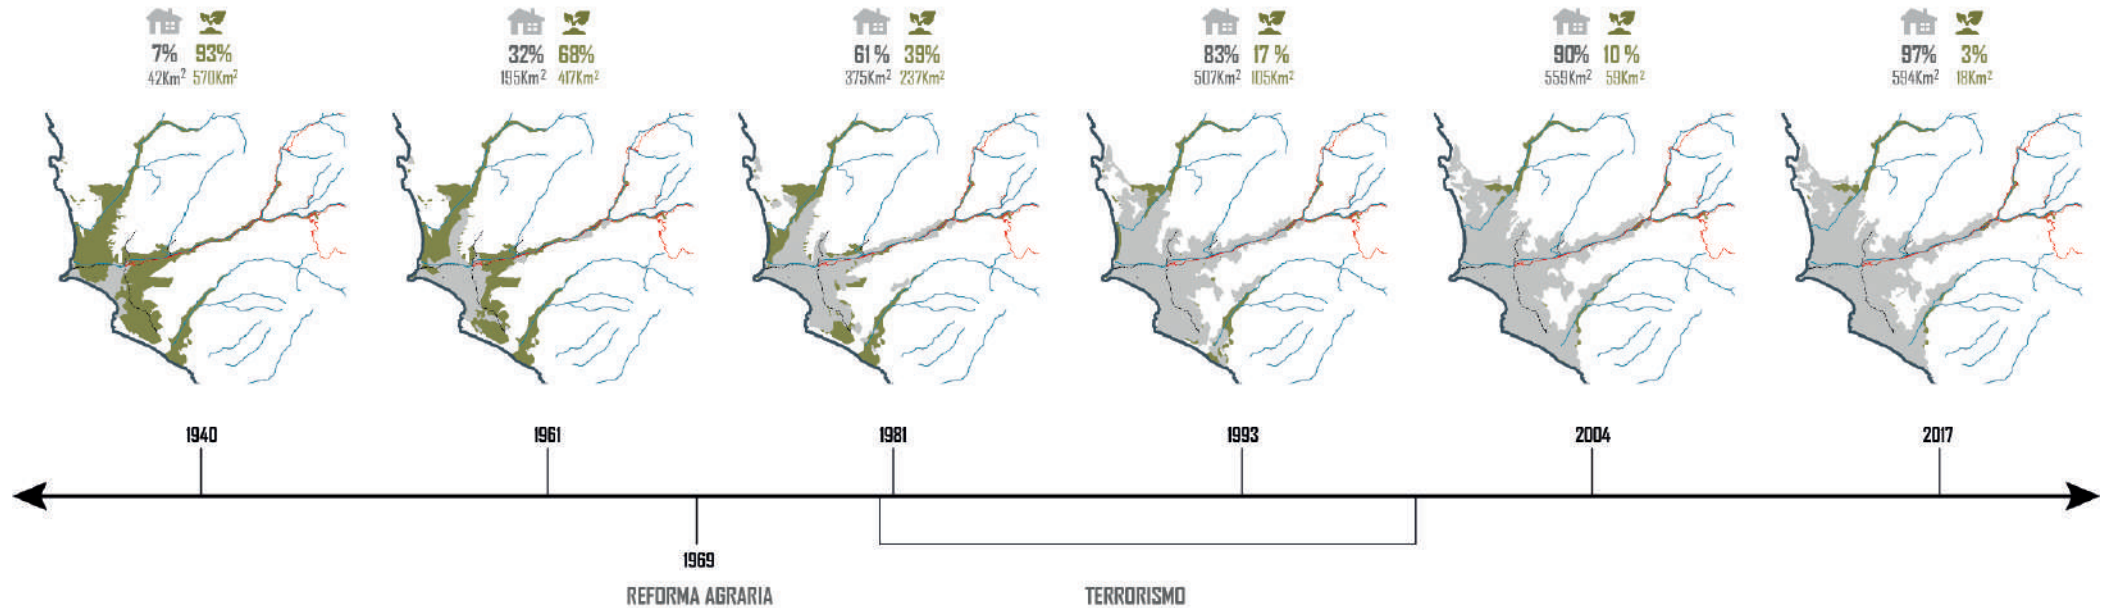 7% 93%
42Km² 570Km²
32% 68%
195Km² 417Km²
61% 39%
375Km² 237Km²
83% 17 %
507Km² 105Km²
90% 10 %
559Km² 59Km²
97% 3%
594Km² 18Km²
1940
1961
1981
1993
2004
2017
1969
REFORMA AGRARIA
TERRORISMO